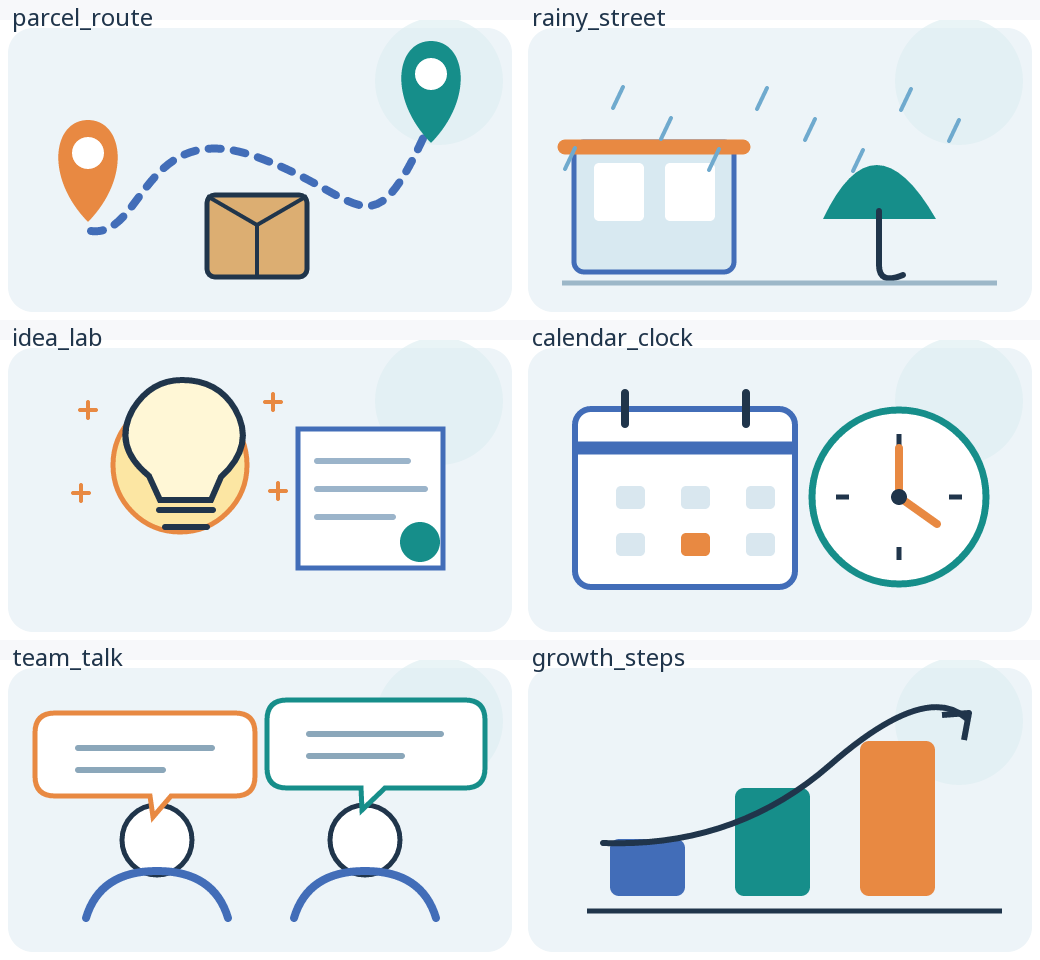 parcel_route
rainy_street
idea_lab
calendar_clock
team_talk
growth_steps